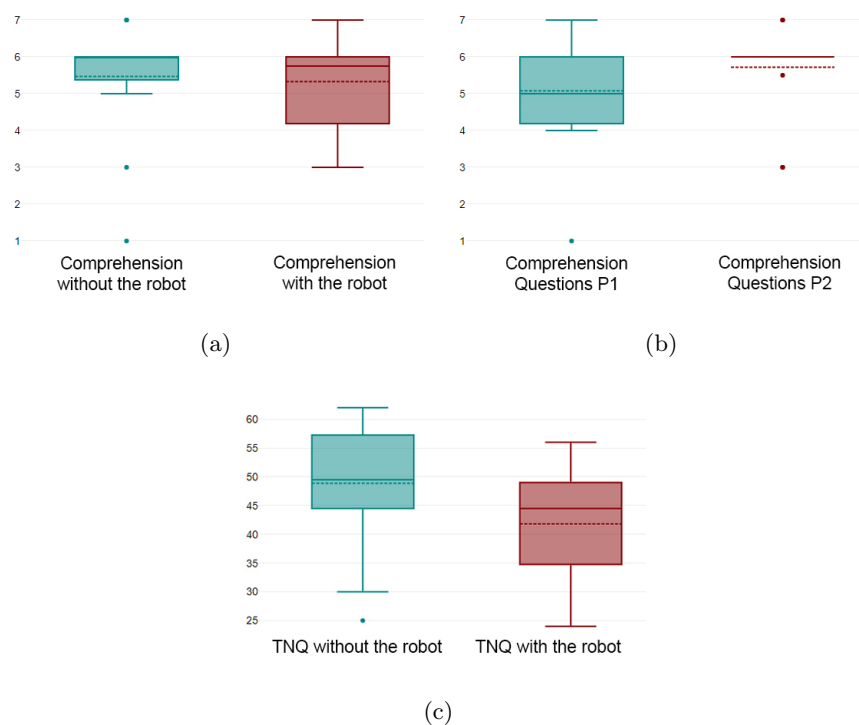 7
6
5
4
3
2
1
Comprehension
without the robot
Comprehension
with the robot
(a)
7
6
5
4
3
2
1
Comprehension
Questions P1
Comprehension
Questions P2
(b)
60
55
50
45
40
35
30
25
TNQ without the robot
TNQ with the robot
(c)